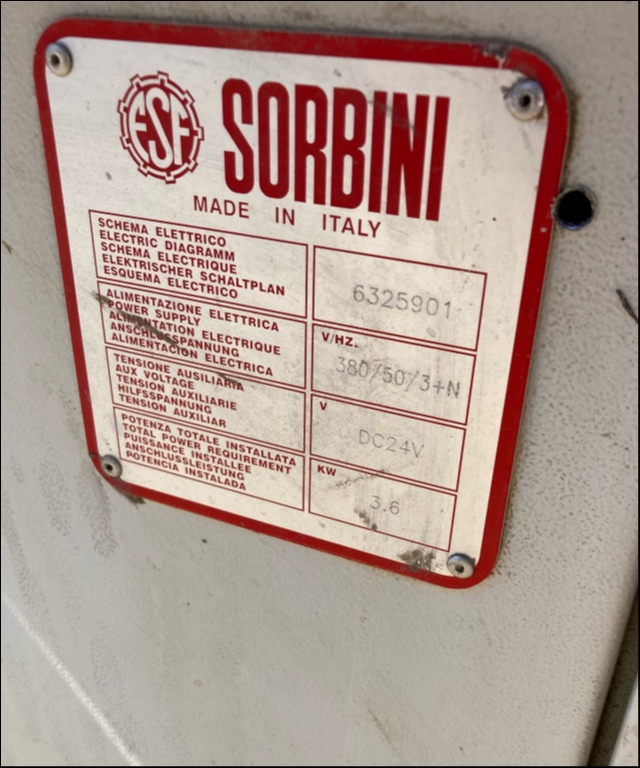 ESF SORBINI
MADE IN ITALY
SCHEMA ELETTRICO
ELECTRIC DIAGRAMM
SCHEMA ELECTRIQUE
ELEKTRISCHER SCHALTPLAN
ESQUEMA ELECTRICO
6325901
ALIMENTAZIONE ELETTRICA
POWER SUPPLY
ALIMENTATION ELECTRIQUE
ANSCHLUSSPANNUNG
ALIMENTACION ELECTRICA
V/HZ.
380/50/3+N
TENSIONE AUSILIARIA
AUX VOLTAGE
TENSION AUXILIARIE
HILFSSPANNUNG
TENSION AUXILIAR
V
DC24V
POTENZA TOTALE INSTALLATA
TOTAL POWER REQUIREMENT
PUISSANCE INSTALLEE
ANSCHLUSSLEISTUNG
POTENCIA INSTALADA
KW
3.6